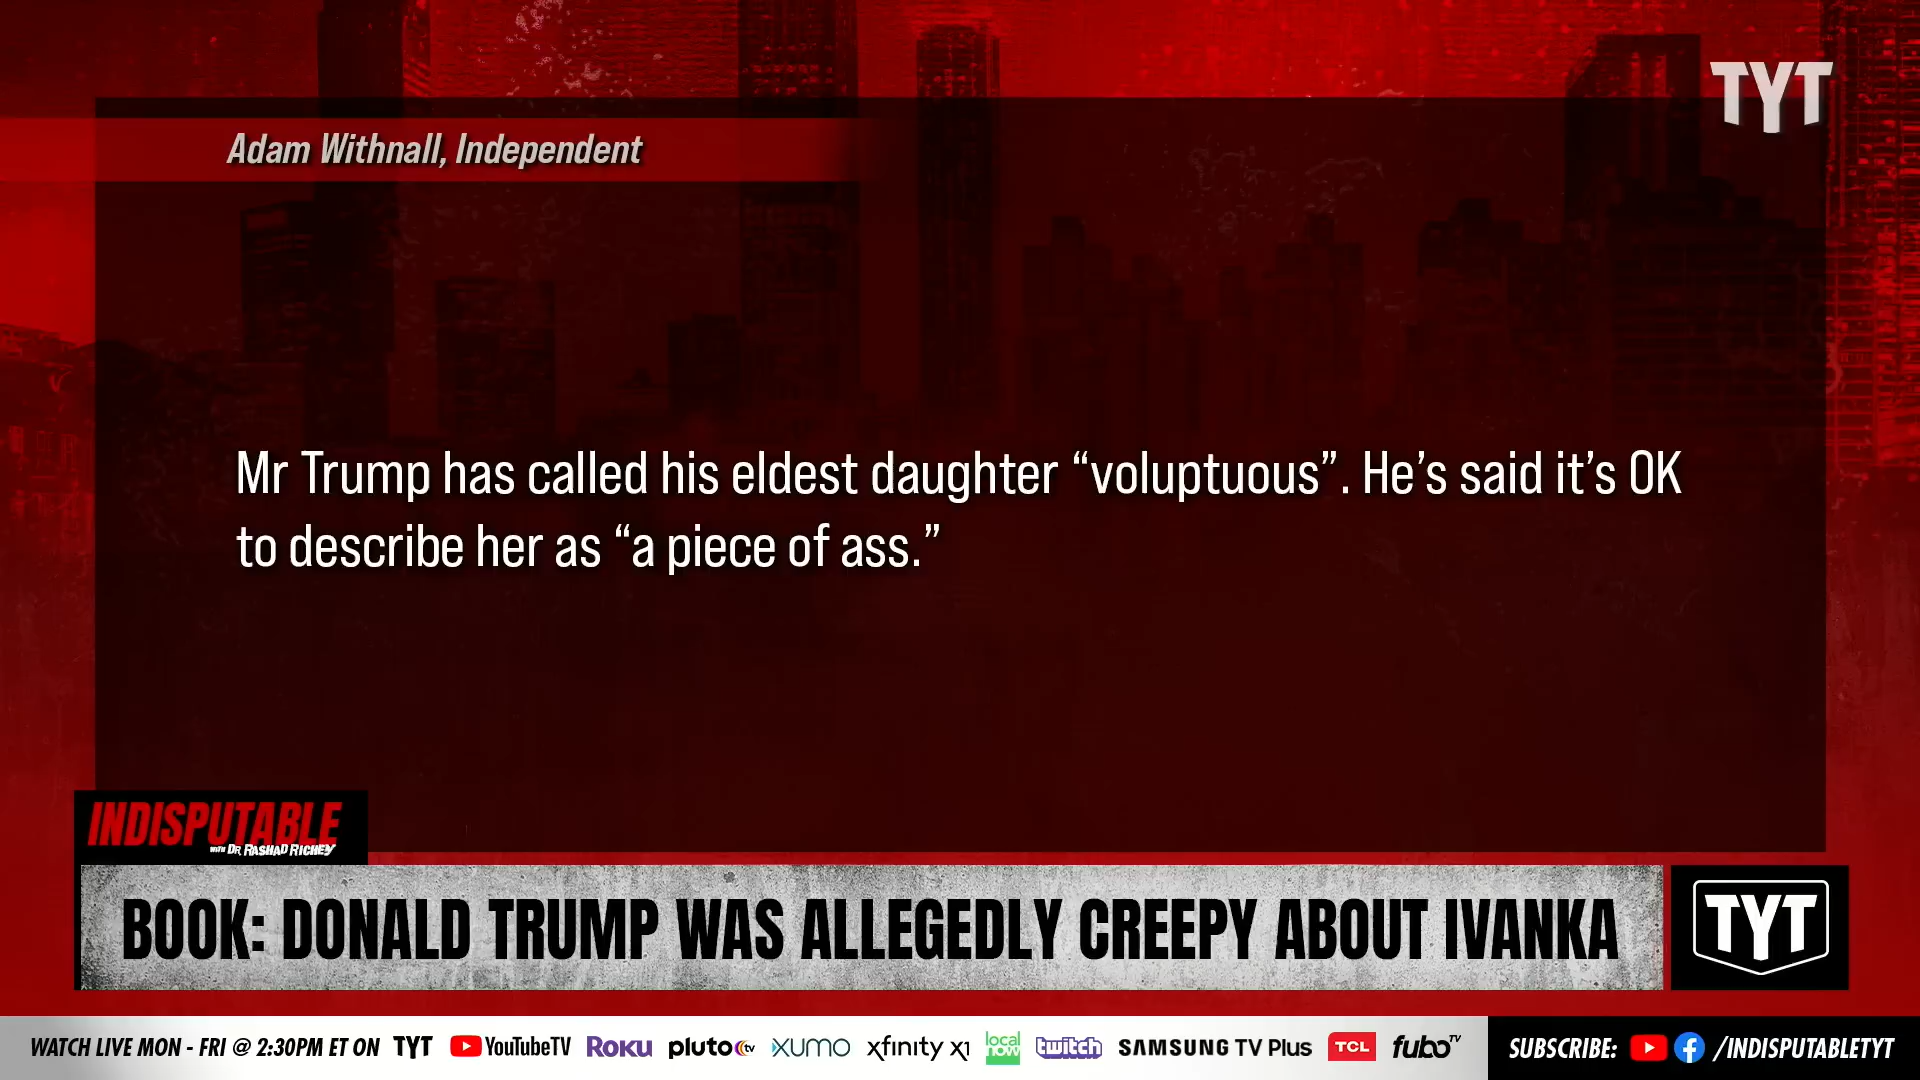 TYT
Adam Withnall, Independent
Mr Trump has called his eldest daughter “voluptuous”. He’s said it’s OK
to describe her as “a piece of ass.”
INDISPUTABLE
WITH DR. RASHAD RICHEY
BOOK: DONALD TRUMP WAS ALLEGEDLY CREEPY ABOUT IVANKA
TYT
WATCH LIVE MON - FRI @ 2:30PM ET ON TYT YouTubeTV ROKU pluto tv XUMO xfinity x1 local now twitch SAMSUNG TV Plus TCL fubo TV SUBSCRIBE: /INDISPUTABLETYT